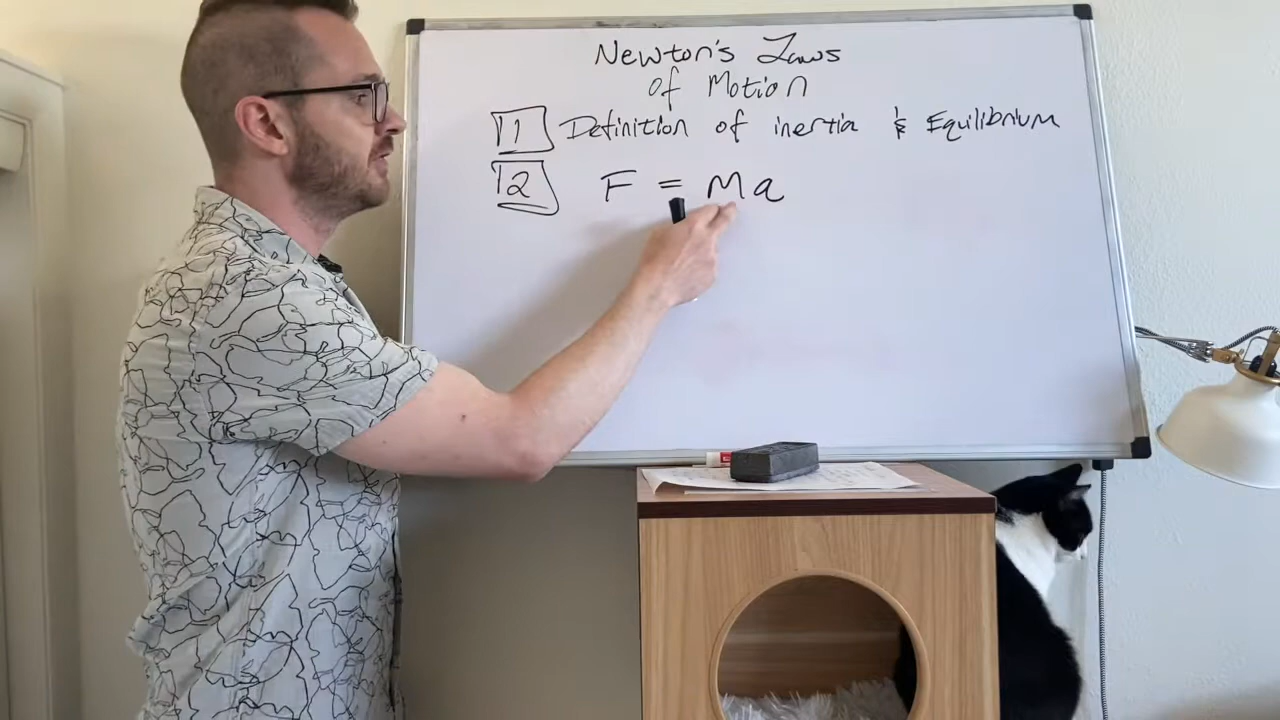 Newton's Laws
of Motion
1 Definition of inertia & Equilibrium
2 F = Ma